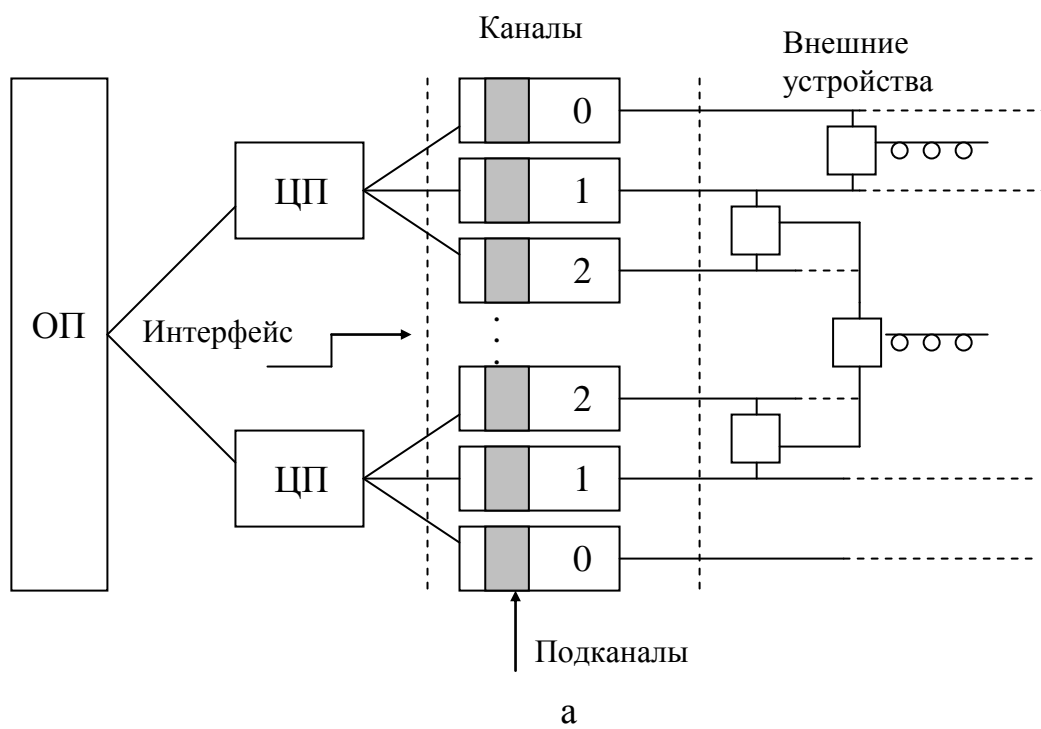 Каналы
Внешние
устройства
0
ЦП
1
2
ОП
Интерфейс
2
ЦП
1
0
Подканалы
а